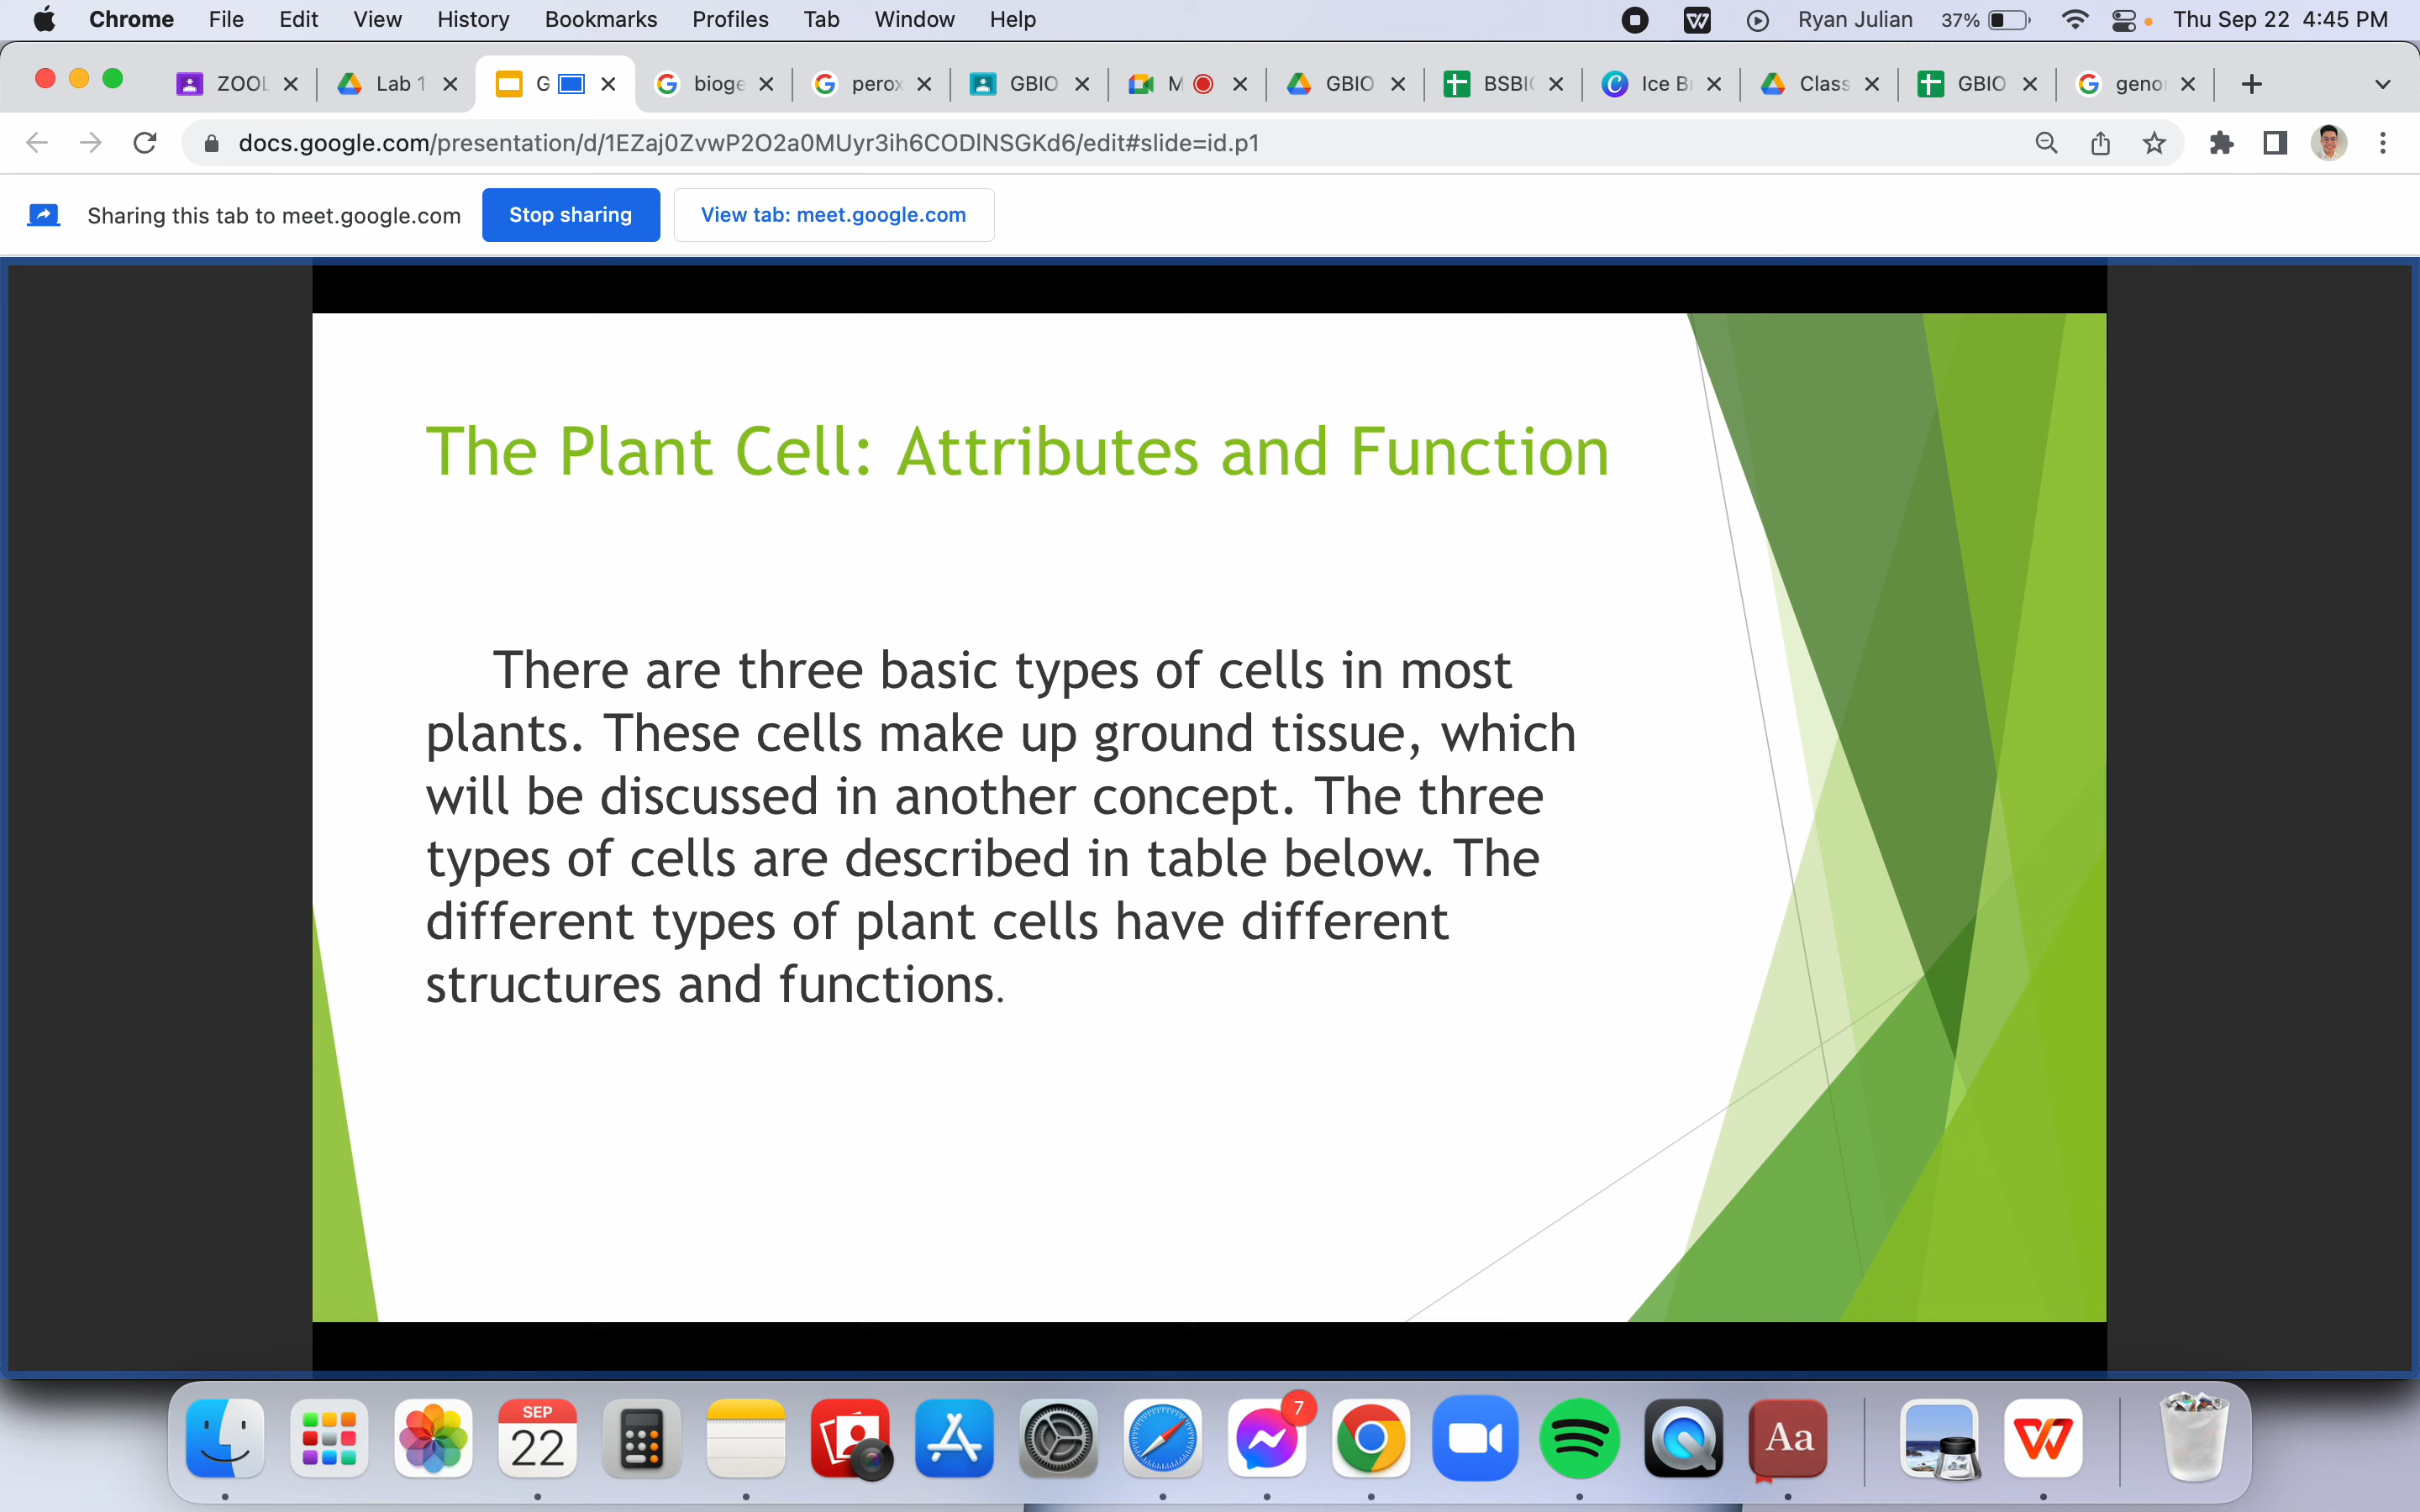 Chrome File Edit View History Bookmarks Profiles Tab Window Help Ryan Julian 37% Thu Sep 22 4:45 PM
ZOOL Lab 1 G bioge perox GBIO M GBIO BSBI Ice B Class GBIO geno
docs.google.com/presentation/d/1EZaj0ZvwP2O2a0MUyr3ih6CODlNSGKd6/edit#slide=id.p1
Sharing this tab to meet.google.com Stop sharing View tab: meet.google.com
The Plant Cell: Attributes and Function
There are three basic types of cells in most
plants. These cells make up ground tissue, which
will be discussed in another concept. The three
types of cells are described in table below. The
different types of plant cells have different
structures and functions.
SEP
22
7
Aa